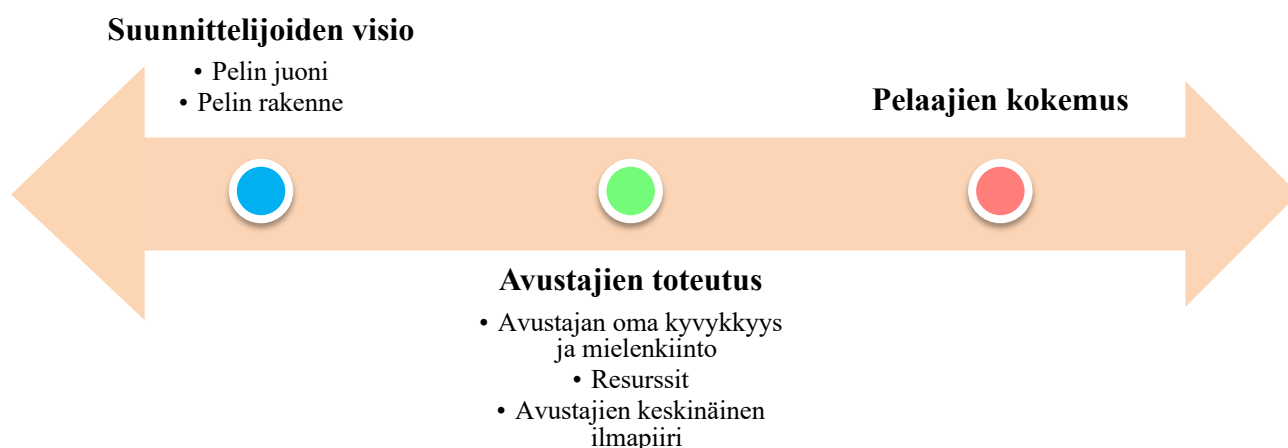 Suunnittelijoiden visio
• Pelin juoni
• Pelin rakenne
Pelaajien kokemus
Avustajien toteutus
• Avustajan oma kyvykkyys
ja mielenkiinto
• Resurssit
• Avustajien keskinäinen
ilmapiiri